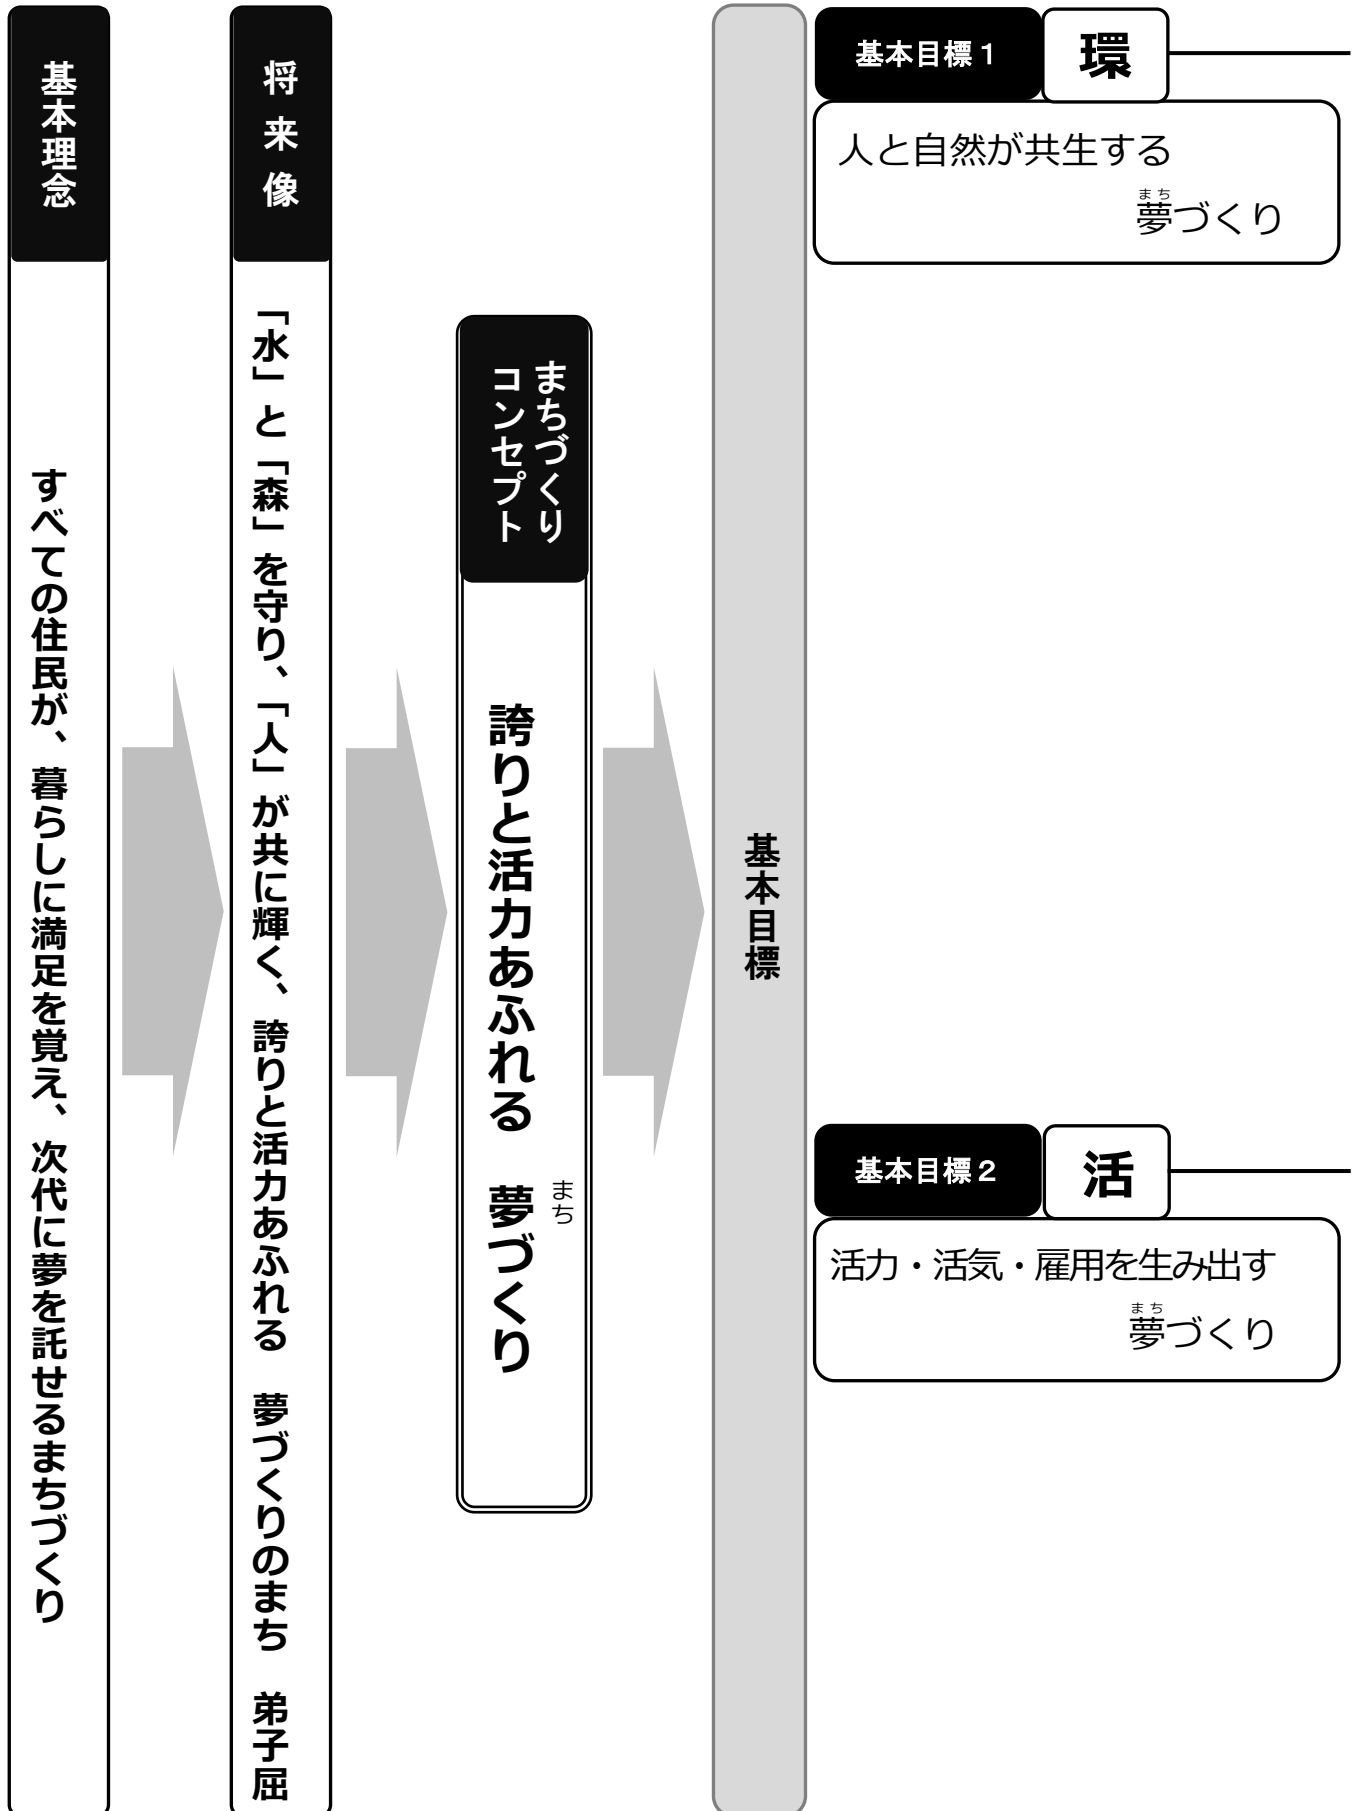 基本理念
すべての住民が、暮らしに満足を覚え、次代に夢を託せるまちづくり
将来像
「水」と「森」を守り、「人」が共に輝く、誇りと活力あふれる　夢づくりのまち　弟子屈
まちづくり
コンセプト
まち
誇りと活力あふれる　夢づくり
基本目標
基本目標１
環
人と自然が共生する
まち
夢づくり
基本目標２
活
活力・活気・雇用を生み出す
まち
夢づくり